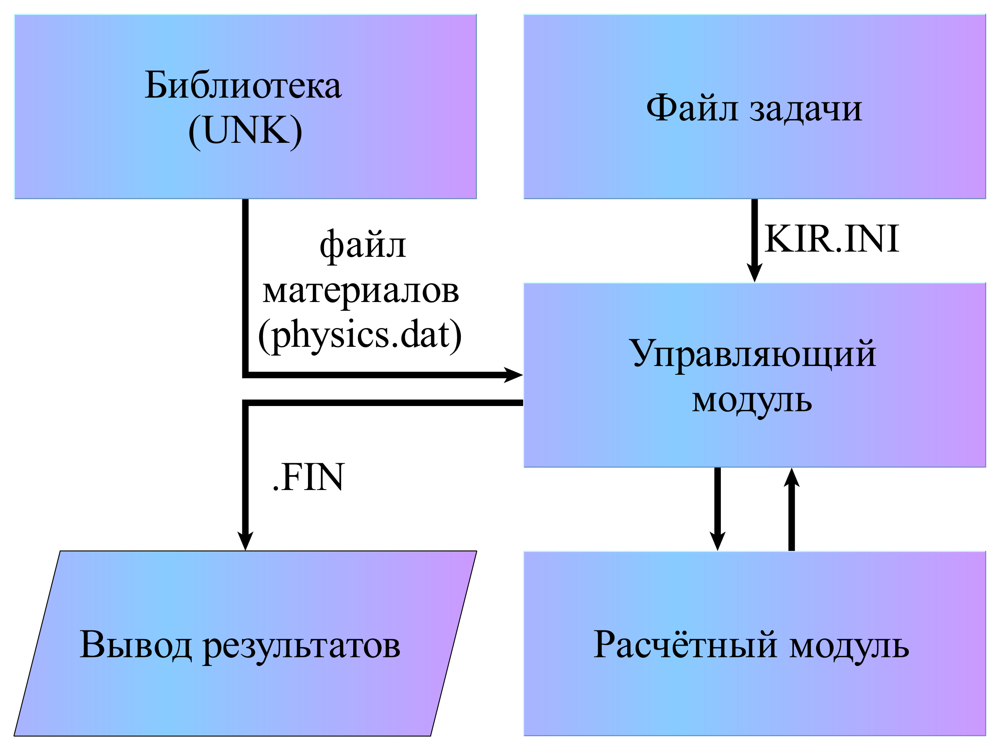 Библиотека
(UNK)
Файл задачи
файл
материалов
(physics.dat)
KIR.INI
Управляющий
модуль
.FIN
Вывод результатов
Расчётный модуль